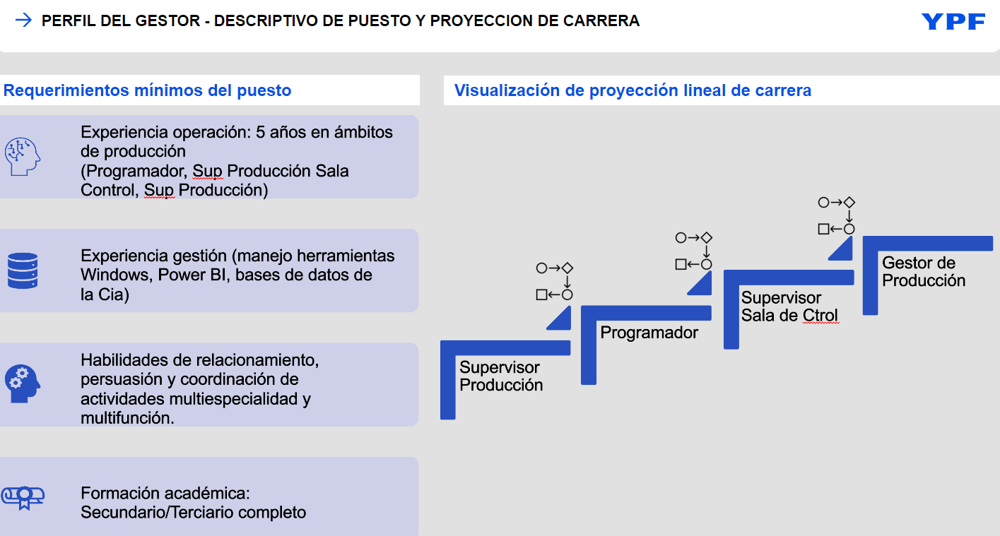 PERFIL DEL GESTOR - DESCRIPTIVO DE PUESTO Y PROYECCION DE CARRERA
YPF
Requerimientos mínimos del puesto
Experiencia operación: 5 años en ámbitos
de producción
(Programador, Sup Producción Sala
Control, Sup Producción)
Experiencia gestión (manejo herramientas
Windows, Power BI, bases de datos de
la Cia)
Habilidades de relacionamiento,
persuasión y coordinación de
actividades multiespecialidad y
multifunción.
Formación académica:
Secundario/Terciario completo
Visualización de proyección lineal de carrera
Supervisor
Producción
Programador
Supervisor
Sala de Ctrol
Gestor de
Producción